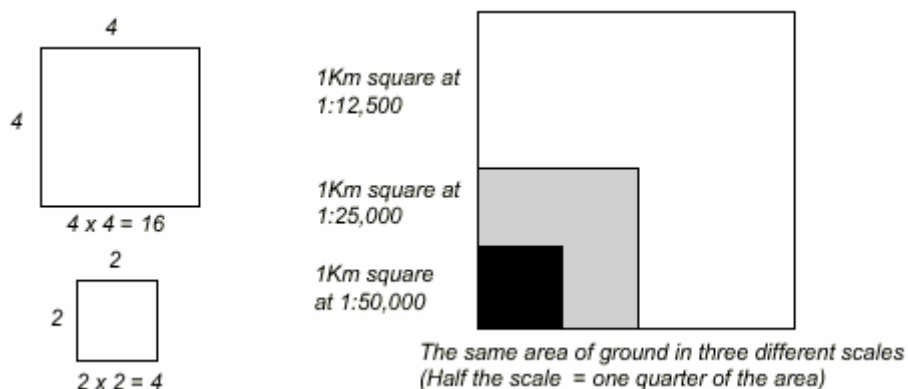 4
4
4 x 4 = 16
2
2
2 x 2 = 4
1Km square at
1:12,500
1Km square at
1:25,000
1Km square
at 1:50,000
The same area of ground in three different scales
(Half the scale = one quarter of the area)